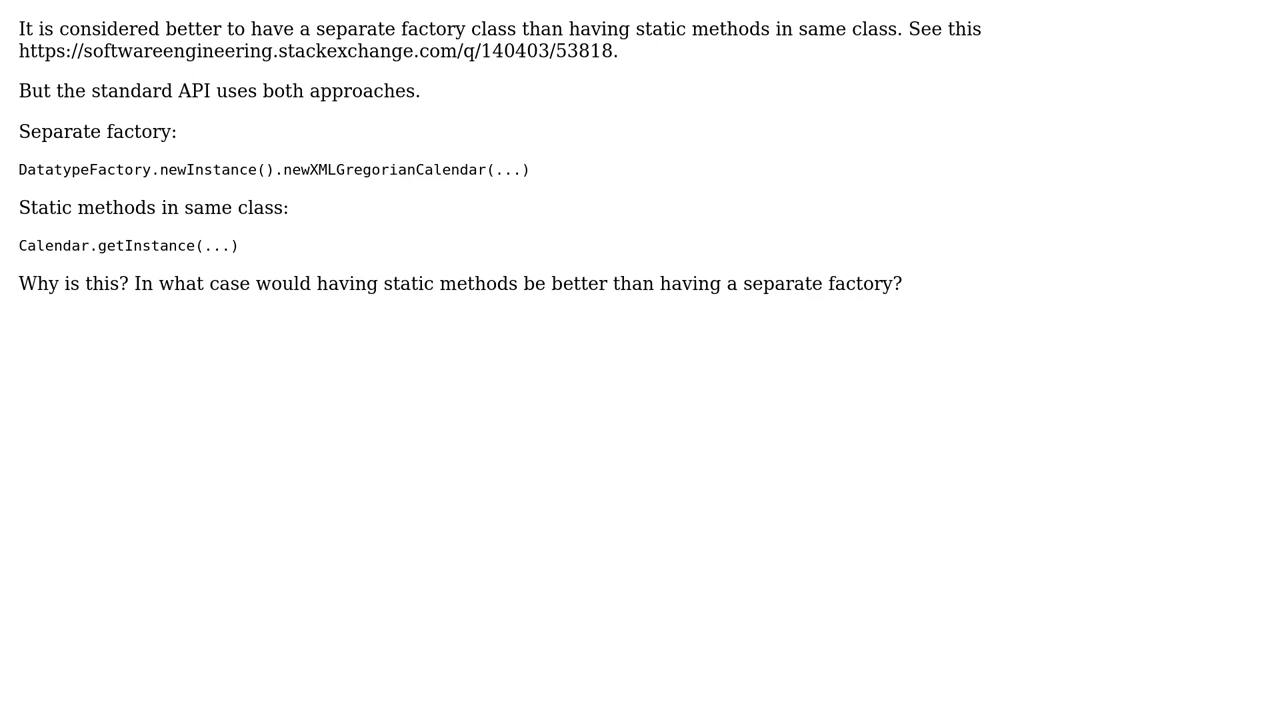 It is considered better to have a separate factory class than having static methods in same class. See this
https://softwareengineering.stackexchange.com/q/140403/53818.
But the standard API uses both approaches.
Separate factory:
DatatypeFactory.newInstance().newXMLGregorianCalendar(...)
Static methods in same class:
Calendar.getInstance(...)
Why is this? In what case would having static methods be better than having a separate factory?